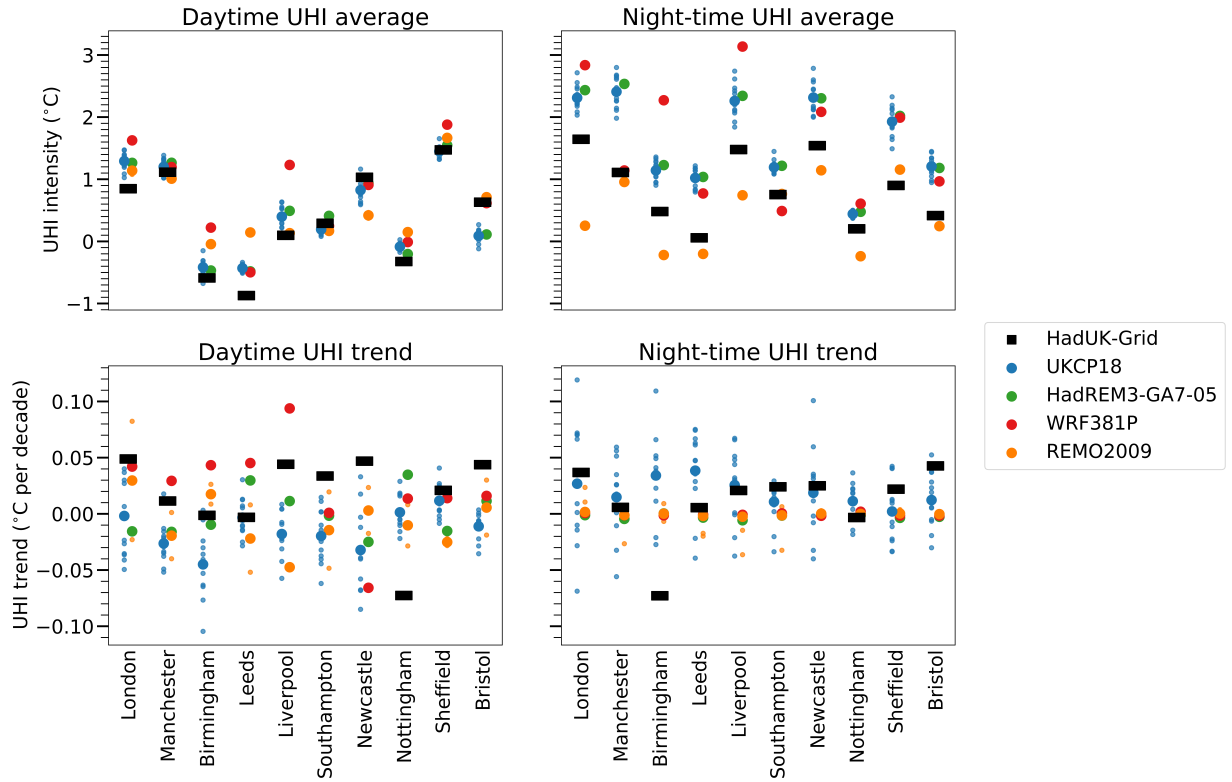 Daytime UHI average
Night-time UHI average
UHI intensity (°C)
3
2
1
0
−1
Daytime UHI trend
Night-time UHI trend
UHI trend (°C per decade)
0.10
0.05
0.00
−0.05
−0.10
London
Manchester
Birmingham
Leeds
Liverpool
Southampton
Newcastle
Nottingham
Sheffield
Bristol
London
Manchester
Birmingham
Leeds
Liverpool
Southampton
Newcastle
Nottingham
Sheffield
Bristol
HadUK-Grid
UKCP18
HadREM3-GA7-05
WRF381P
REMO2009